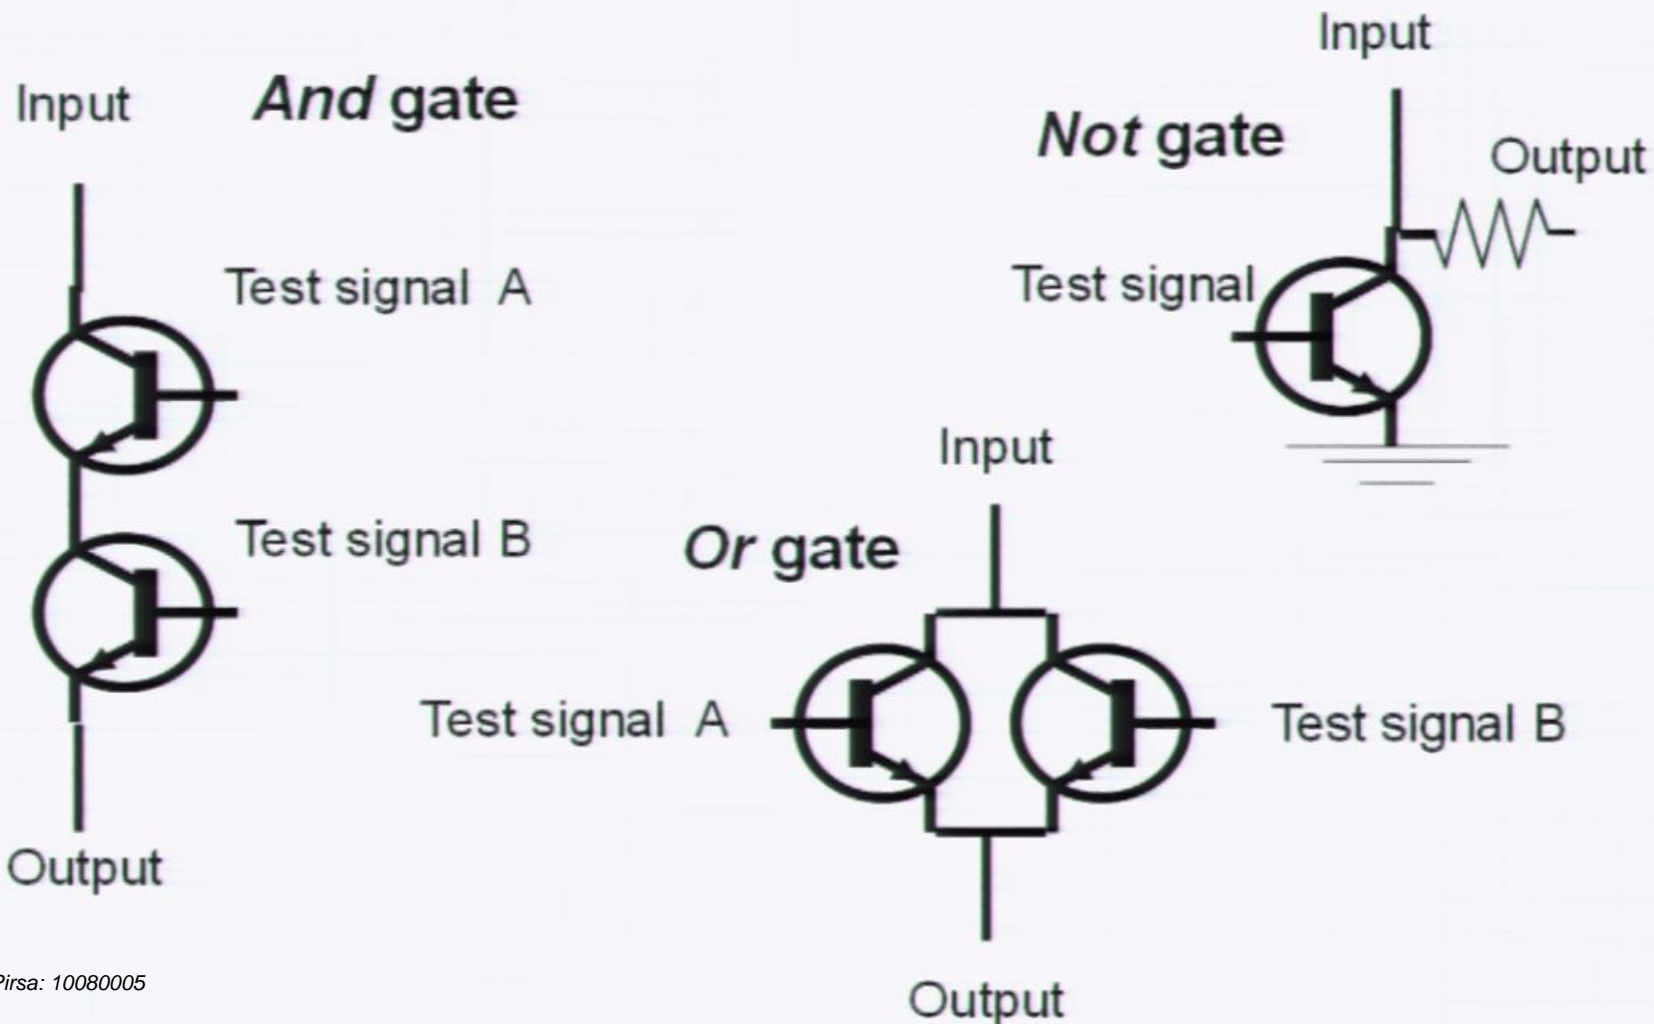 Input
And gate
Test signal A
Test signal B
Output
Input
Not gate
Output
Test signal
Input
Or gate
Test signal A
Test signal B
Output
Pirsa: 10080005